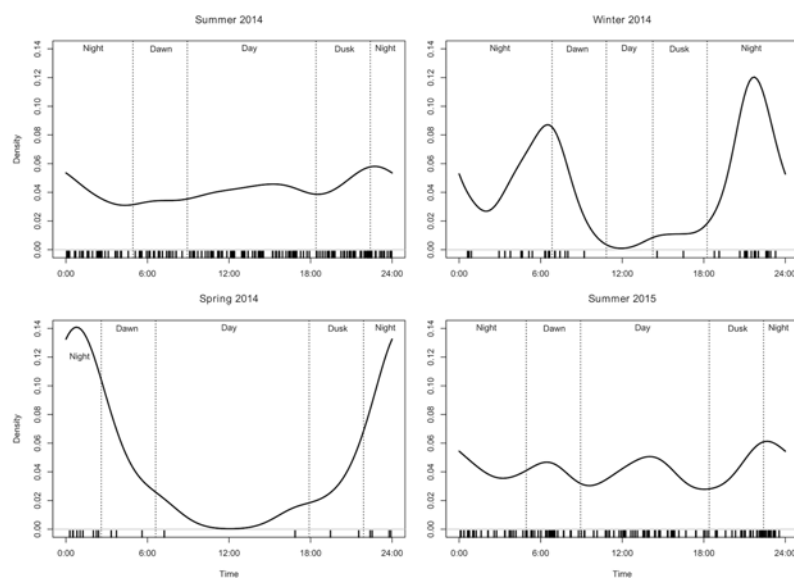 Summer 2014
Night Dawn Day Dusk Night
Density
0.14
0.12
0.10
0.08
0.06
0.04
0.02
0.00
0:00 6:00 12:00 18:00 24:00
Winter 2014
Night Dawn Day Dusk Night
0.14
0.12
0.10
0.08
0.06
0.04
0.02
0.00
0:00 6:00 12:00 18:00 24:00
Spring 2014
Night Dawn Day Dusk Night
Density
0.14
0.12
0.10
0.08
0.06
0.04
0.02
0.00
0:00 6:00 12:00 18:00 24:00
Time
Summer 2015
Night Dawn Day Dusk Night
0.14
0.12
0.10
0.08
0.06
0.04
0.02
0.00
0:00 6:00 12:00 18:00 24:00
Time